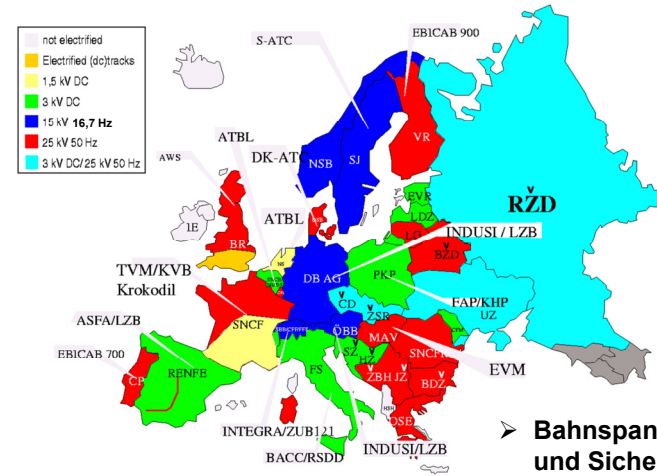 not electrified
Electrified (dc)tracks
1,5 kV DC
3 kV DC
15 kV 16,7 Hz
25 kV 50 Hz
3 kV DC/ 25 kV 50 Hz
S-ATC
EBICAB 900
ATBL
AWS
DK-ATC
NSB
SJ
VR
RŽD
EVR
LDZ
LG
IE
BR
ATBL
INDUSI / LZB
BŽD
NS
DB AG
PKP
TVM/KVB
Krokodil
FAP/KHP
UZ
ČD
ŽSR
ASFA/LZB
SNCF
ÖBB
MAV
SNCFR
EVM
EBICAB 700
CP
RENFE
FS
SŽ
HŽ
ŽBH
JŽ
BDŽ
INTEGRA/ZUB121
BACC/RSDD
INDUSI/LZB
➢ Bahnspan
und Siche